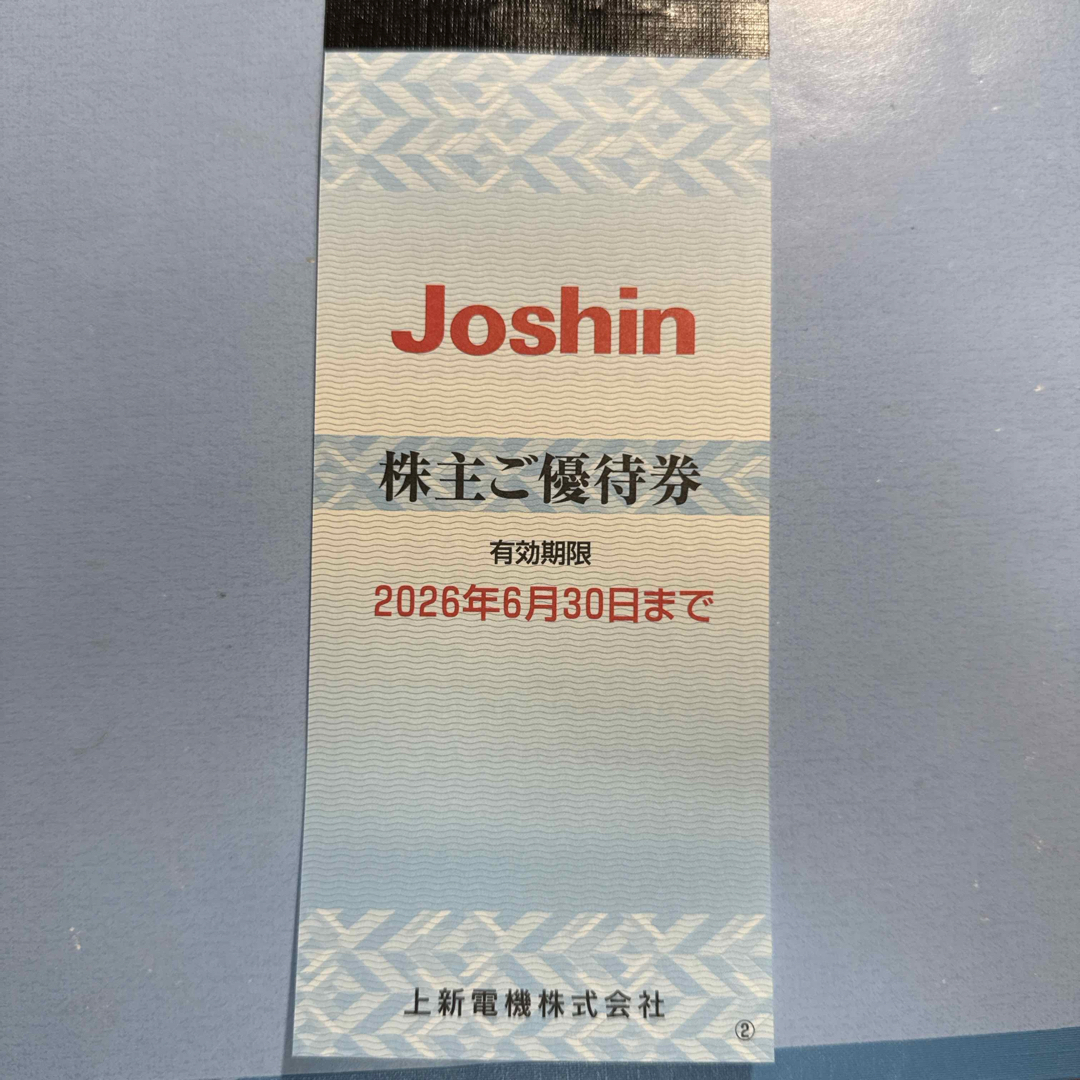 Joshin
株主ご優待券
有効期限
2026年6月30日まで
上新電機株式会社
②